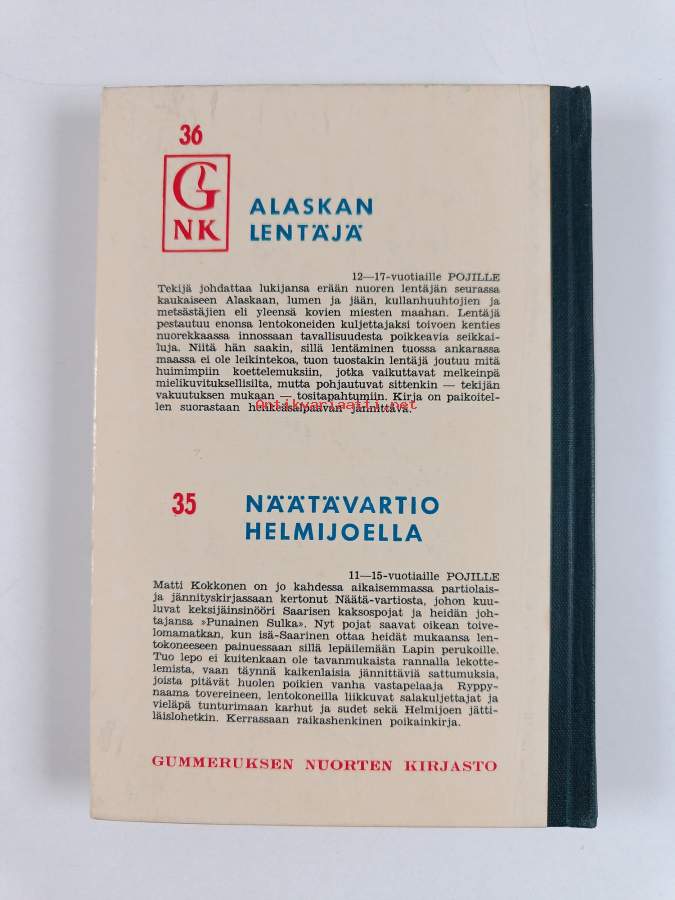 36
G
NK
ALASKAN
LENTÄJÄ
12—17-vuotiaille POJILLE
Tekijä johdattaa lukijansa erään nuoren lentäjän seurassa
kaukaiseen Alaskaan, lumen ja jään, kullanhuuhtojien ja
metsästäjien eli yleensä kovien miesten maahan. Lentäjä
pestautuu enonsa lentokoneiden kuljettajaksi toivoen kenties
nuorekkaassa innossaan tavallisuudesta poikkeavia seikkai-
luja. Niitä hän saakin, sillä lentäminen tuossa ankarassa
maassa ei ole leikintekoa, tuon tuostakin lentäjä joutuu mitä
huimimpiin koettelemuksiin, jotka vaikuttavat melkeinpä
mielikuvituksellisilta, mutta pohjautuvat sittenkin — tekijän
vakuutuksen mukaan — tositapahtumiin. Kirja on paikoitel-
len suorastaan henkeäsalpaavan jännittävä.
antikvariaatti.net
35
NÄÄTÄVARTIO
HELMIJOELLA
11—15-vuotiaille POJILLE
Matti Kokkonen on jo kahdessa aikaisemmassa partiolais-
ja jännityskirjassaan kertonut Näätä-vartiosta, johon kuu-
luvat keksijäinsinööri Saarisen kaksospojat ja heidän joh-
tajansa »Punainen Sulka». Nyt pojat saavat oikean toive-
lomamatkan, kun isä-Saarinen ottaa heidät mukaansa len-
tokoneeseen painuessaan sillä lepäilemään Lapin perukoille.
Tuo lepo ei kuitenkaan ole tavanmukaista rannalla lekotte-
lemista, vaan täynnä kaikenlaisia jännittäviä sattumuksia,
joista pitävät huolen poikien vanha vastapelaaja Ryppy-
naama tovereineen, lentokoneilla liikkuvat salakuljettajat ja
vieläpä tunturimaan karhut ja sudet sekä Helmijoen jätti-
läislohetkin. Kerrassaan raikashenkinen poikainkirja.
GUMMERUKSEN NUORTEN KIRJASTO